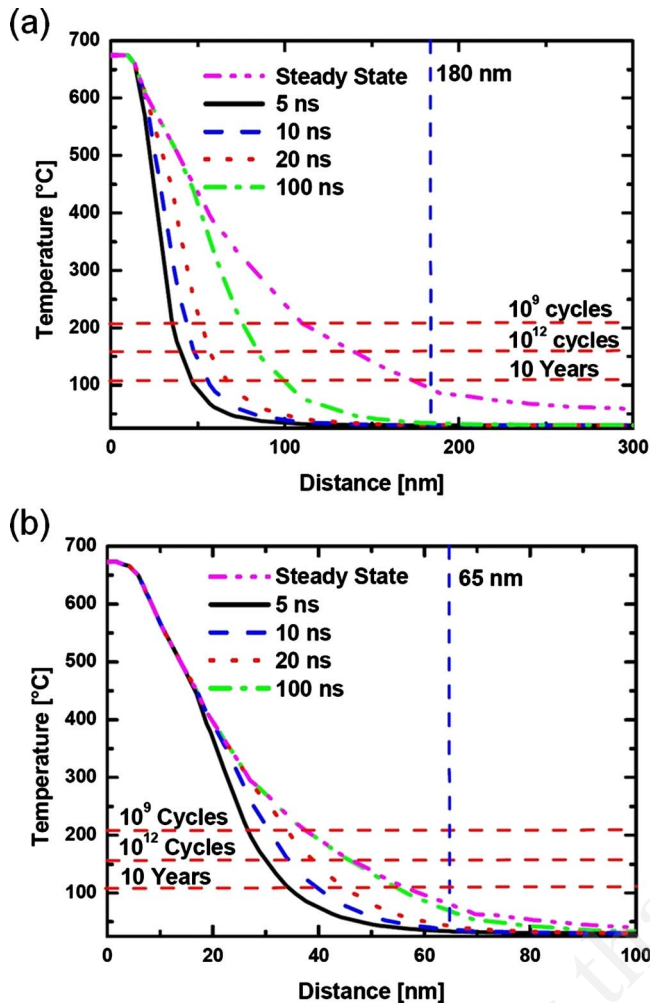 (a)
700
600
500
400
300
200
100
Temperature [°C]
Steady State
5 ns
10 ns
20 ns
100 ns
180 nm
10⁹ cycles
10¹² cycles
10 Years
0
100
200
300
Distance [nm]
(b)
700
600
500
400
300
200
100
Temperature [°C]
Steady State
5 ns
10 ns
20 ns
100 ns
65 nm
10⁹ Cycles
10¹² Cycles
10 Years
0
20
40
60
80
100
Distance [nm]